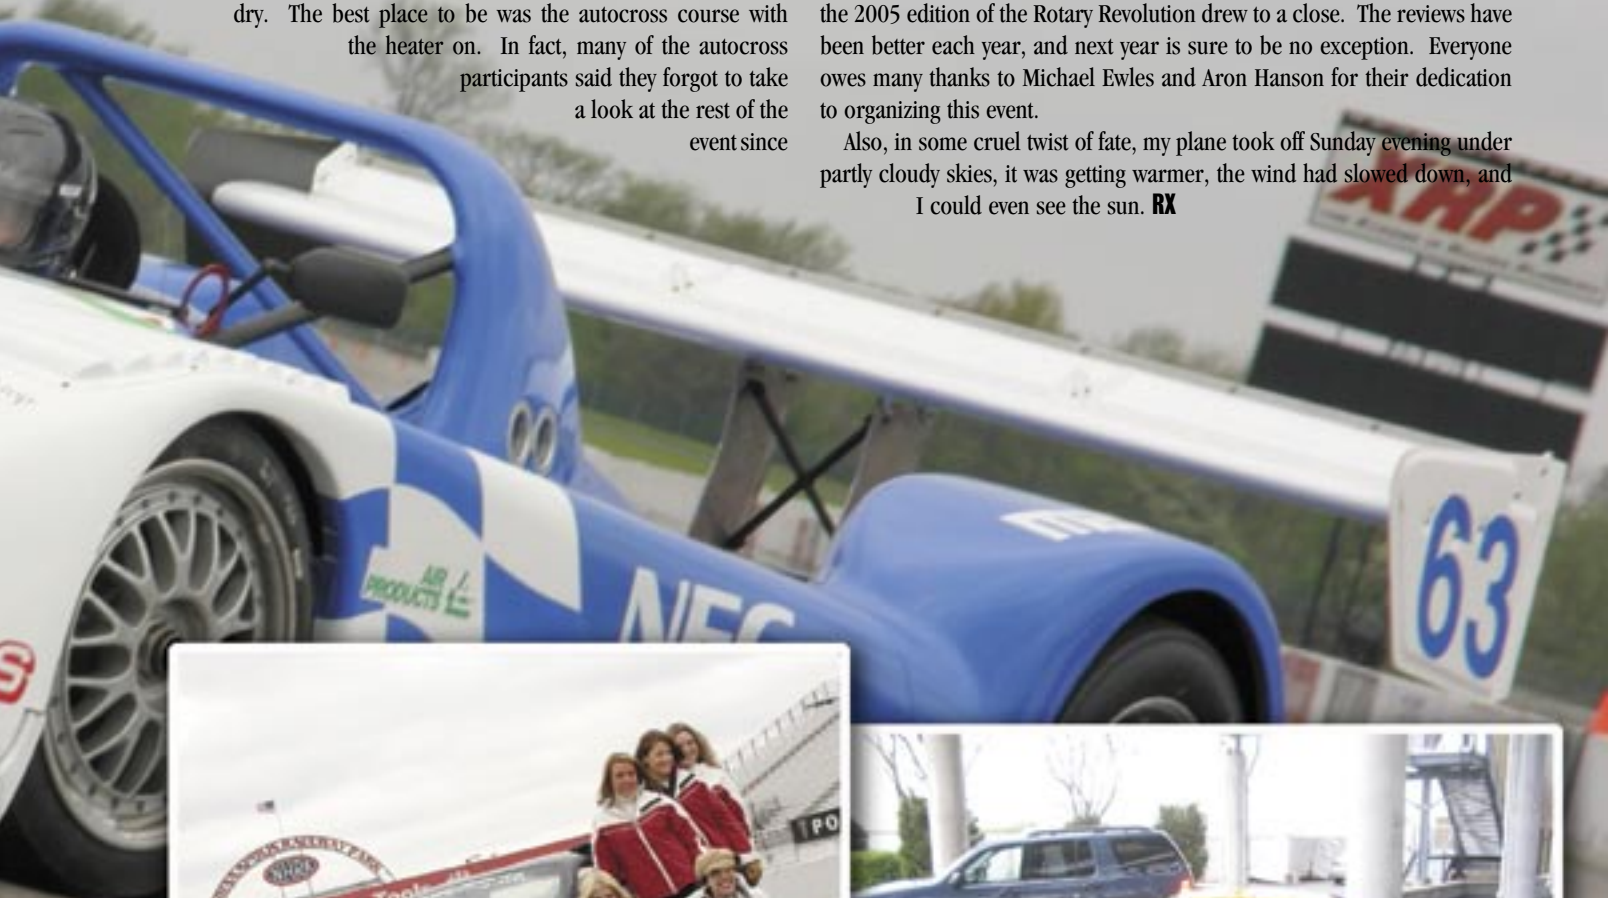 dry. The best place to be was the autocross course with
the heater on. In fact, many of the autocross
participants said they forgot to take
a look at the rest of the
event since
the 2005 edition of the Rotary Revolution drew to a close. The reviews have
been better each year, and next year is sure to be no exception. Everyone
owes many thanks to Michael Ewles and Aron Hanson for their dedication
to organizing this event.
Also, in some cruel twist of fate, my plane took off Sunday evening under
partly cloudy skies, it was getting warmer, the wind had slowed down, and
I could even see the sun. RX
XRP
63
AIR
PRODUCTS
NEC
S
RACEWAY PARK
NHRA
Tools
PO